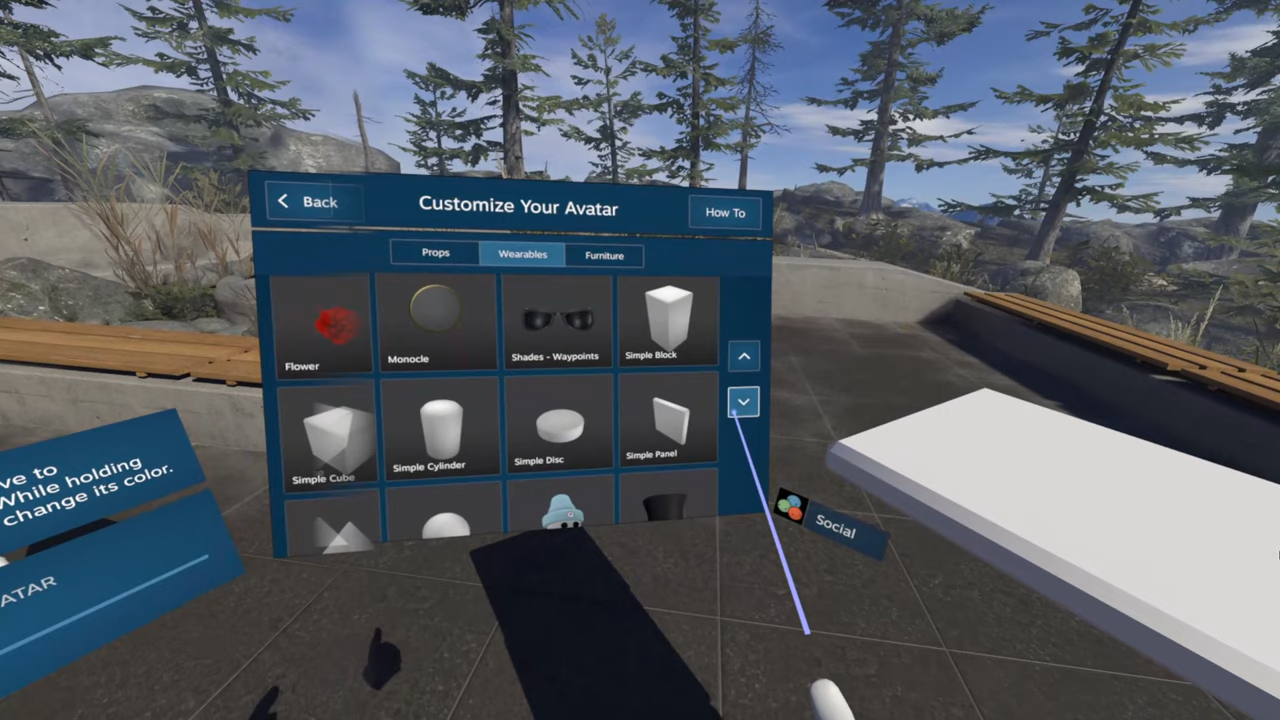 Back
Customize Your Avatar
How To
Props
Wearables
Furniture
Flower
Monocle
Shades - Waypoints
Simple Block
Simple Cube
Simple Cylinder
Simple Disc
Simple Panel
ve to
While holding
change its color.
ATAR
Social